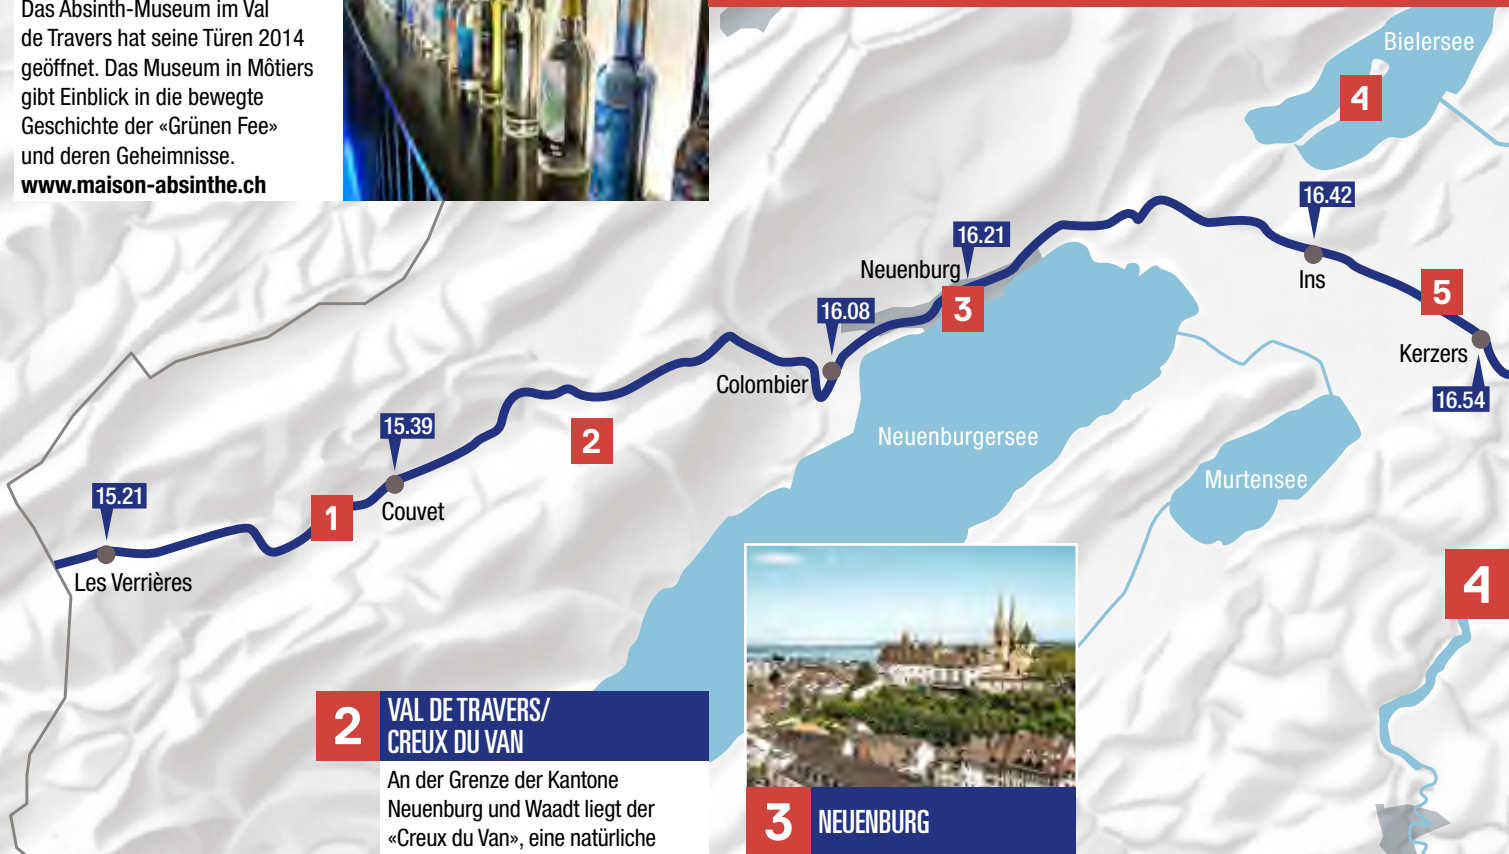 Das Absinth-Museum im Val
de Travers hat seine Türen 2014
geöffnet. Das Museum in Môtiers
gibt Einblick in die bewegte
Geschichte der «Grünen Fee»
und deren Geheimnisse.
www.maison-absinthe.ch
Bielersee
4
16.42
Ins
16.21
Neuenburg
3
16.08
Colombier
5
Kerzers
16.54
15.39
Couvet
2
Neuenburgersee
Murtensee
15.21
Les Verrières
1
4
2
VAL DE TRAVERS/
CREUX DU VAN
An der Grenze der Kantone
Neuenburg und Waadt liegt der
«Creux du Van», eine natürliche
3 NEUENBURG